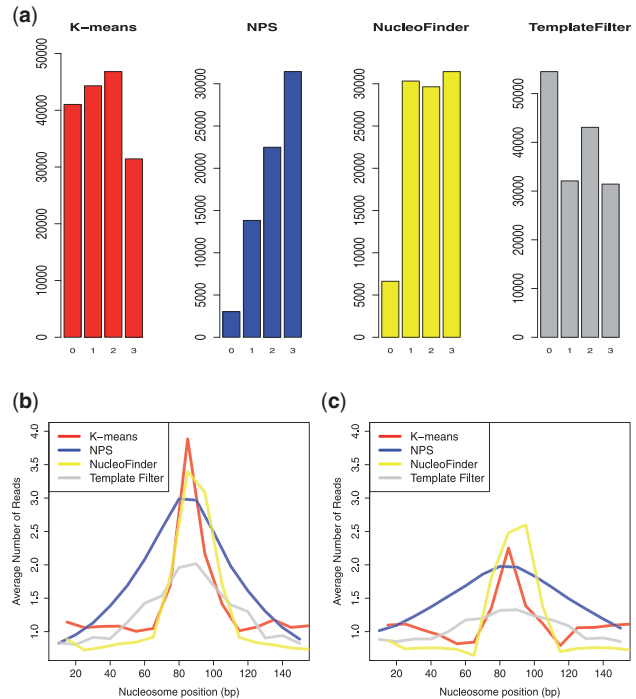 (a)
K−means
NPS
NucleoFinder
TemplateFilter
0 10000 20000 30000 40000 50000
0 1 2 3
0 5000 10000 15000 20000 25000 30000
0 1 2 3
0 5000 10000 15000 20000 25000 30000
0 1 2 3
0 10000 20000 30000 40000 50000
0 1 2 3
(b)
K−means
NPS
NucleoFinder
Template Filter
Average Number of Reads
1.0 1.5 2.0 2.5 3.0 3.5 4.0
20 40 60 80 100 120 140
Nucleosome position (bp)
(c)
K−means
NPS
NucleoFinder
Template Filter
Average Number of Reads
1.0 1.5 2.0 2.5 3.0 3.5 4.0
20 40 60 80 100 120 140
Nucleosome position (bp)